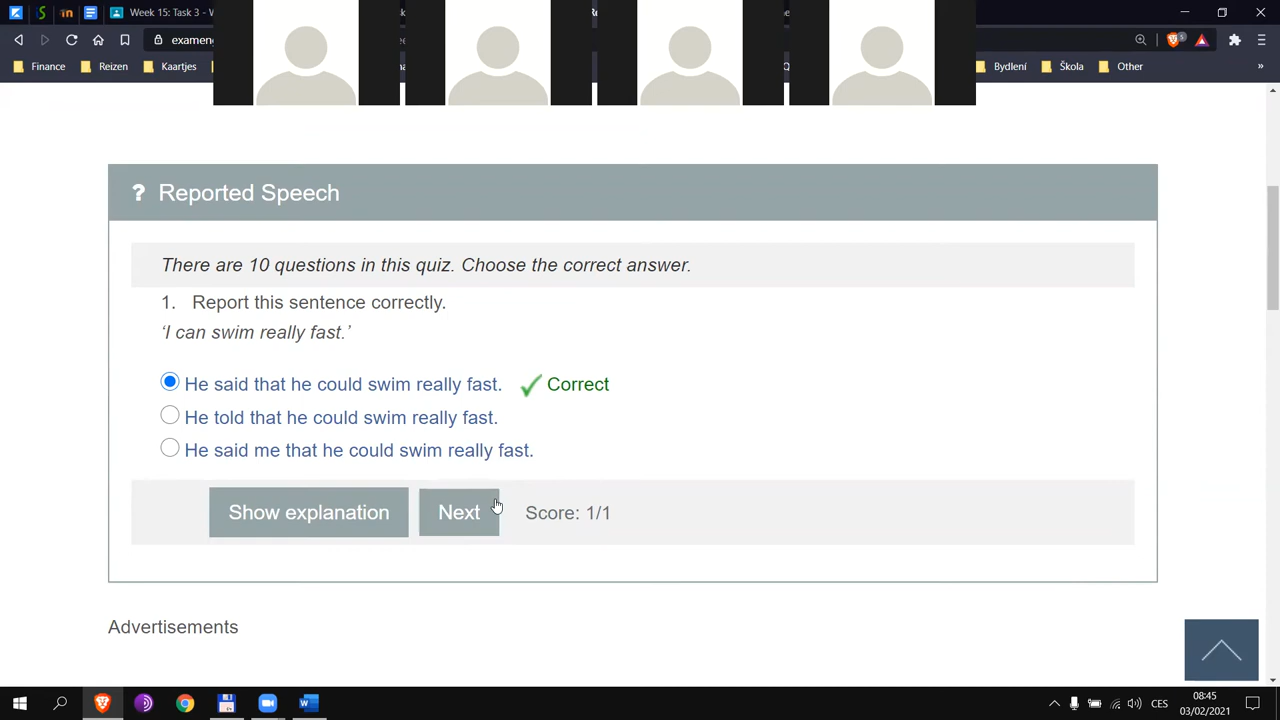 Week 15: Task 3 - W
Re
exameng
Finance
Reizen
Kaartjes
Bydlení
Škola
Other
»
? Reported Speech
There are 10 questions in this quiz. Choose the correct answer.
1. Report this sentence correctly.
‘I can swim really fast.’
He said that he could swim really fast. Correct
He told that he could swim really fast.
He said me that he could swim really fast.
Show explanation
Next
Score: 1/1
Advertisements
08:45
CES
03/02/2021